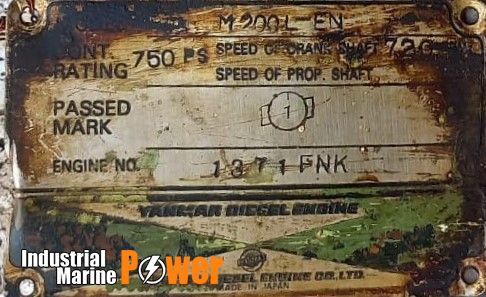 M200L-EN
CONT. RATING 750 PS SPEED OF CRANK SHAFT 720
SPEED OF PROP. SHAFT
PASSED MARK 1
ENGINE NO. 1371 ENK
YANMAR DIESEL ENGINE
DIESEL ENGINE CO., LTD.
MADE IN JAPAN
Industrial Marine Power